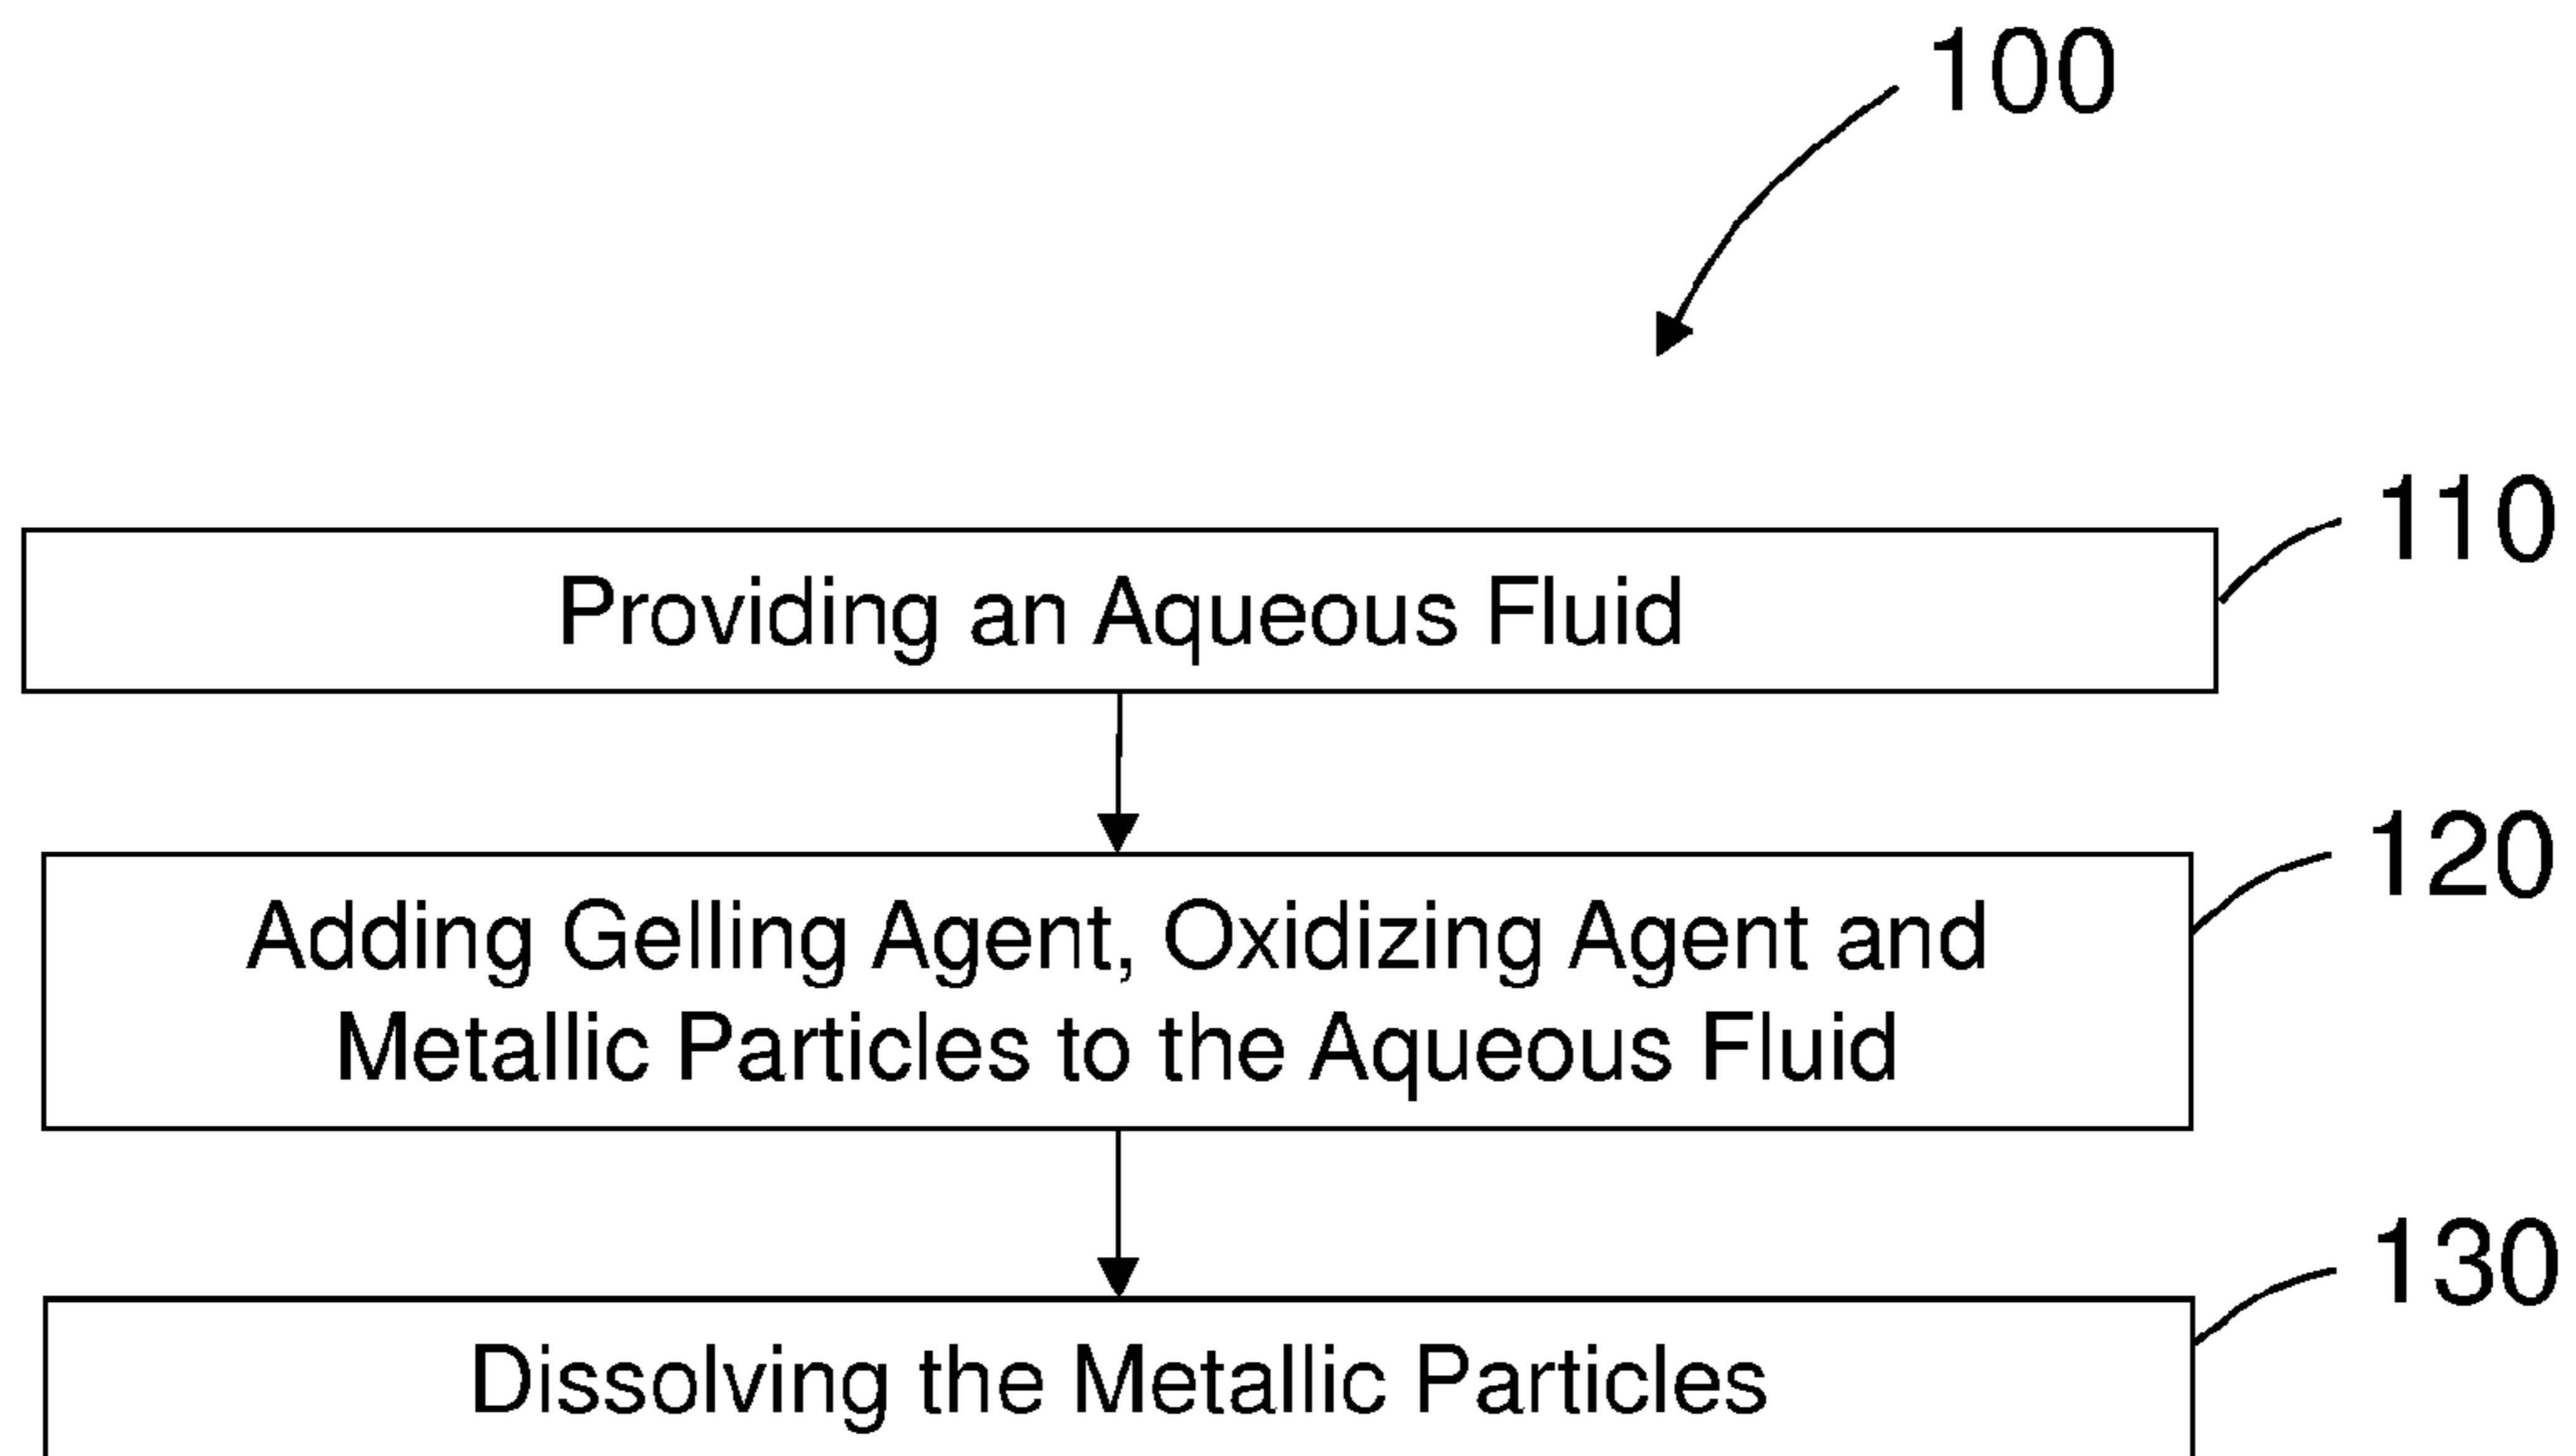 100
110
Providing an Aqueous Fluid
120
Adding Gelling Agent, Oxidizing Agent and
Metallic Particles to the Aqueous Fluid
130
Dissolving the Metallic Particles